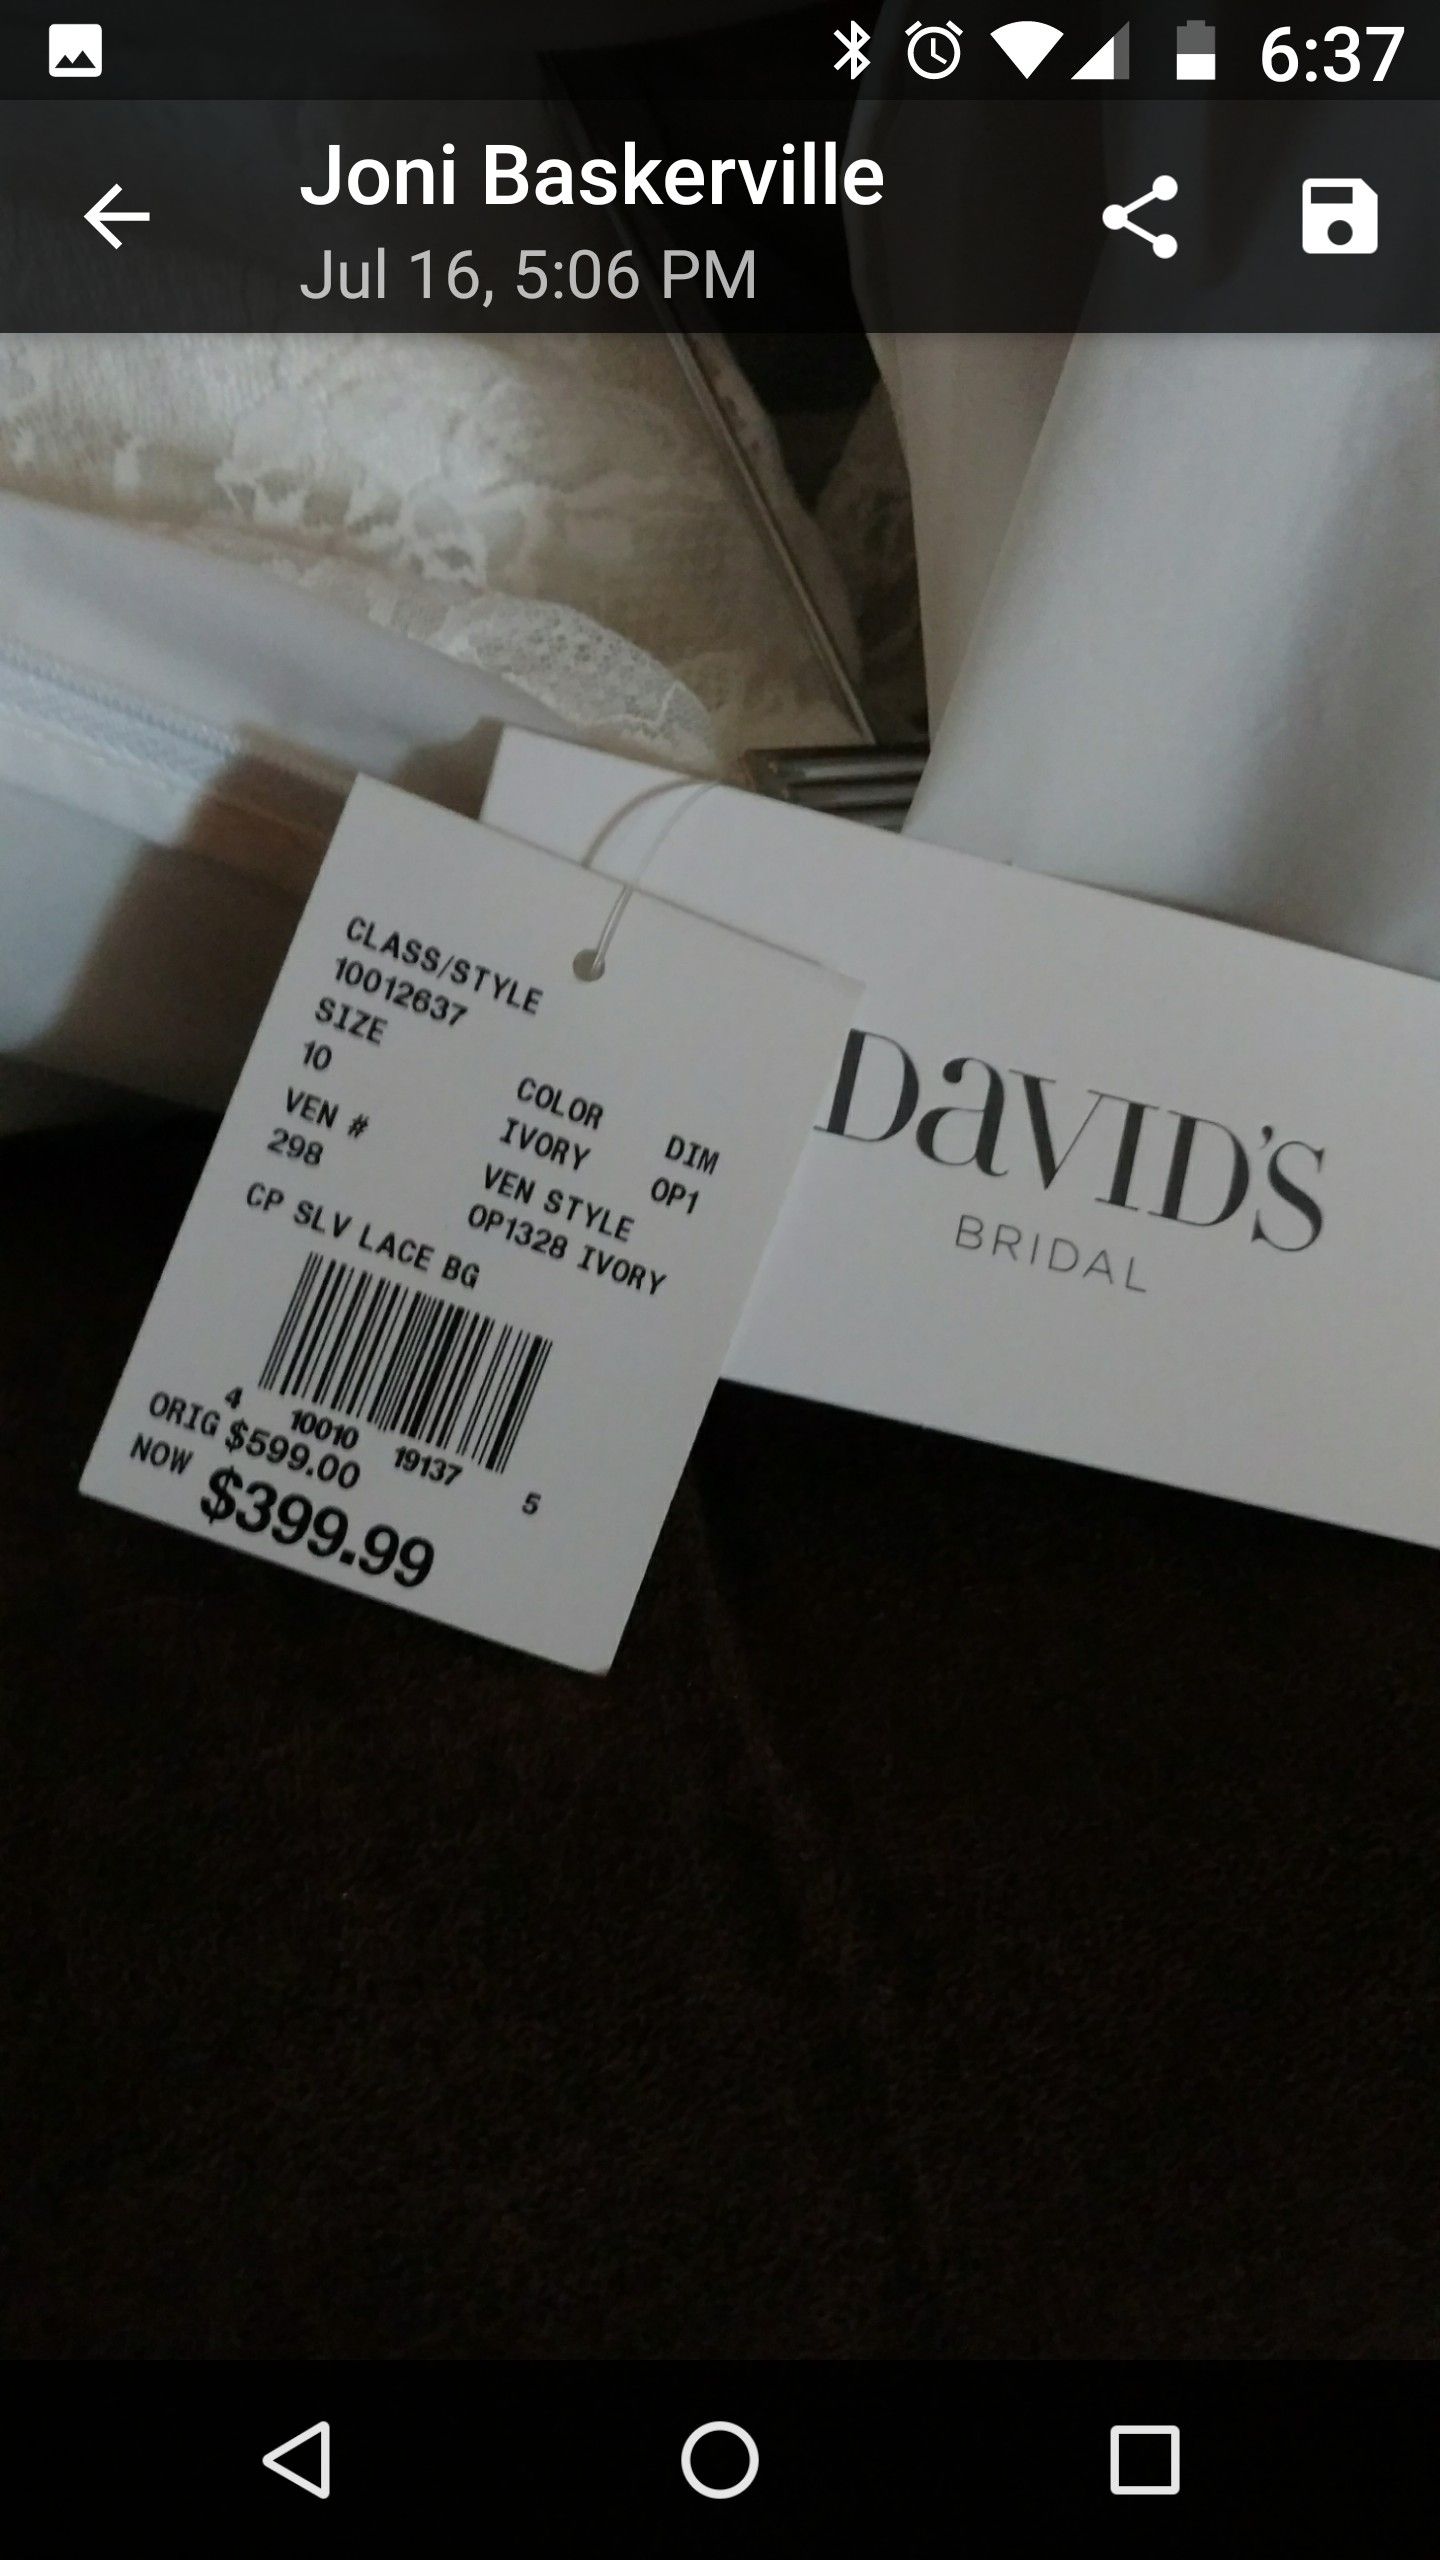 6:37
Joni Baskerville
Jul 16, 5:06 PM
CLASS/STYLE
10012637
SIZE
10
COLOR DIM
IVORY OP1
VEN #
298
VEN STYLE
OP1328 IVORY
CP SLV LACE BG
4 10010 19137 5
ORIG $599.00
NOW $399.99
DAVID'S
BRIDAL